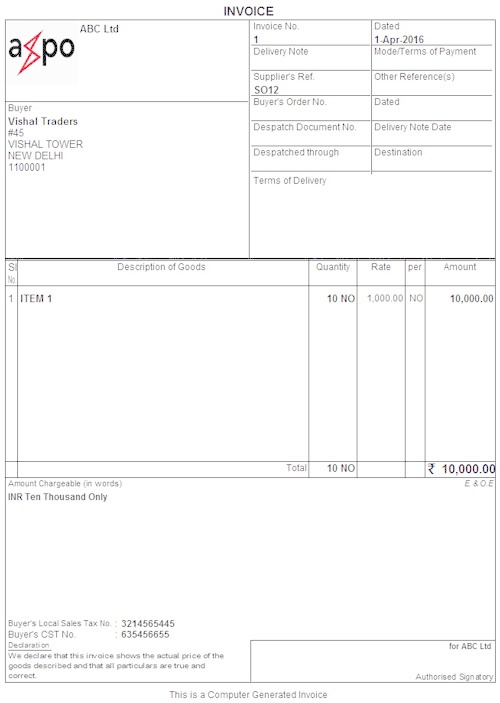 INVOICE
axpo
ABC Ltd
Invoice No.
1
Dated
1-Apr-2016
Delivery Note
Mode/Terms of Payment
Supplier's Ref.
SO12
Other Reference(s)
Buyer
Vishal Traders
#45
VISHAL TOWER
NEW DELHI
1100001
Buyer's Order No.
Dated
Despatch Document No.
Delivery Note Date
Despatched through
Destination
Terms of Delivery
Sl No Description of Goods Quantity Rate per Amount
1 ITEM 1 10 NO 1,000.00 NO 10,000.00
Total 10 NO ₹ 10,000.00
Amount Chargeable (in words) E. & O.E
INR Ten Thousand Only
Buyer's Local Sales Tax No. : 3214565445
Buyer's CST No. : 635456655
Declaration
We declare that this invoice shows the actual price of the
goods described and that all particulars are true and
correct.
for ABC Ltd
Authorised Signatory
This is a Computer Generated Invoice